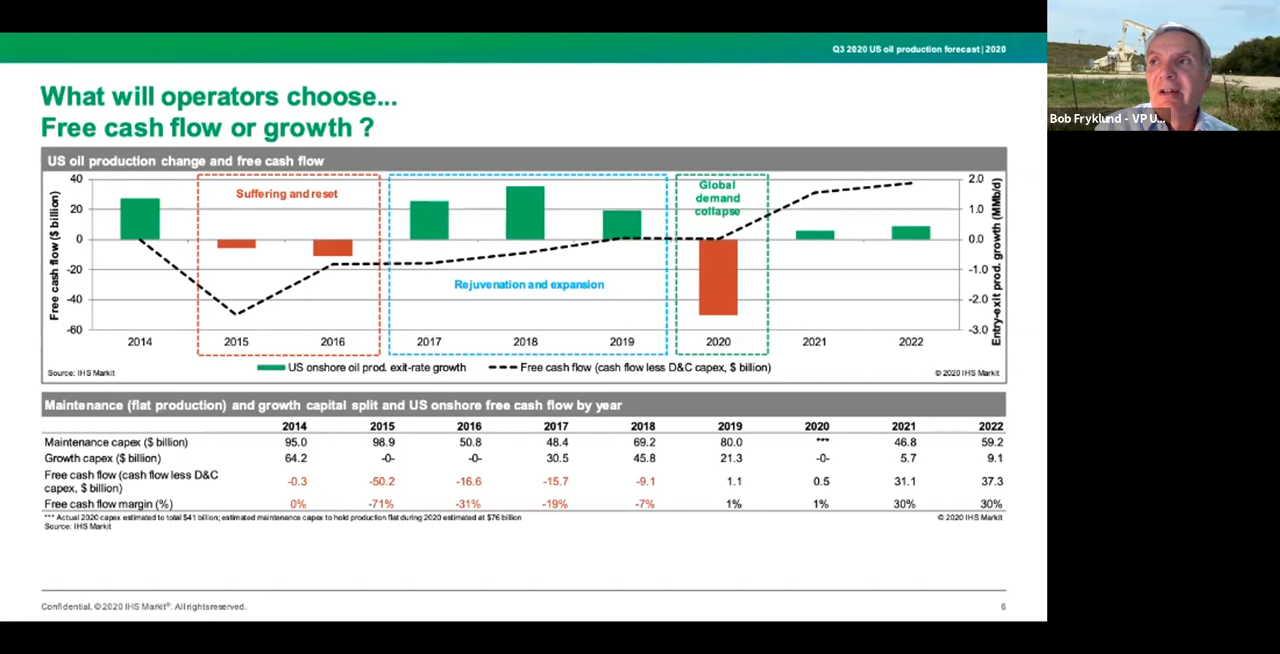 Q3 2020 US oil production forecast | 2020
What will operators choose...
Free cash flow or growth ?
US oil production change and free cash flow
Free cash flow ($ billion)
40
20
0
-20
-40
-60
Suffering and reset
Rejuvenation and expansion
Global
demand
collapse
2.0
1.0
0.0
-1.0
-2.0
-3.0
Entry-exit prod. growth (MMb/d)
2014 2015 2016 2017 2018 2019 2020 2021 2022
US onshore oil prod. exit-rate growth Free cash flow (cash flow less D&C capex, $ billion)
Source: IHS Markit © 2020 IHS Markit
Maintenance (flat production) and growth capital split and US onshore free cash flow by year
2014 2015 2016 2017 2018 2019 2020 2021 2022
Maintenance capex ($ billion) 95.0 98.9 50.8 48.4 69.2 80.0 *** 46.8 59.2
Growth capex ($ billion) 64.2 -0- -0- 30.5 45.8 21.3 -0- 5.7 9.1
Free cash flow (cash flow less D&C
capex, $ billion) -0.3 -50.2 -16.6 -15.7 -9.1 1.1 0.5 31.1 37.3
Free cash flow margin (%) 0% -71% -31% -19% -7% 1% 1% 30% 30%
*** Actual 2020 capex estimated to total $41 billion; estimated maintenance capex to hold production flat during 2020 estimated at $76 billion
Source: IHS Markit © 2020 IHS Markit
Confidential. © 2020 IHS Markit®. All rights reserved. 6
Bob Fryklund - VP U...